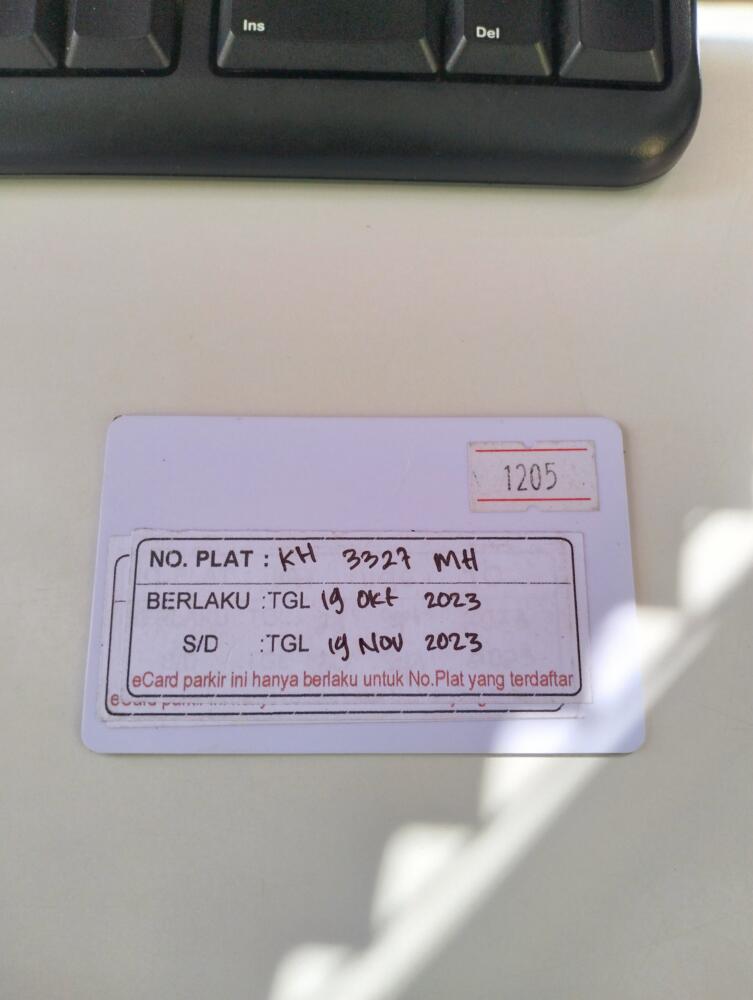 Ins
Del
1205
NO. PLAT : KH 3327 MH
BERLAKU :TGL 19 Okt 2023
S/D :TGL 19 Nov 2023
eCard parkir ini hanya berlaku untuk No.Plat yang terdaftar